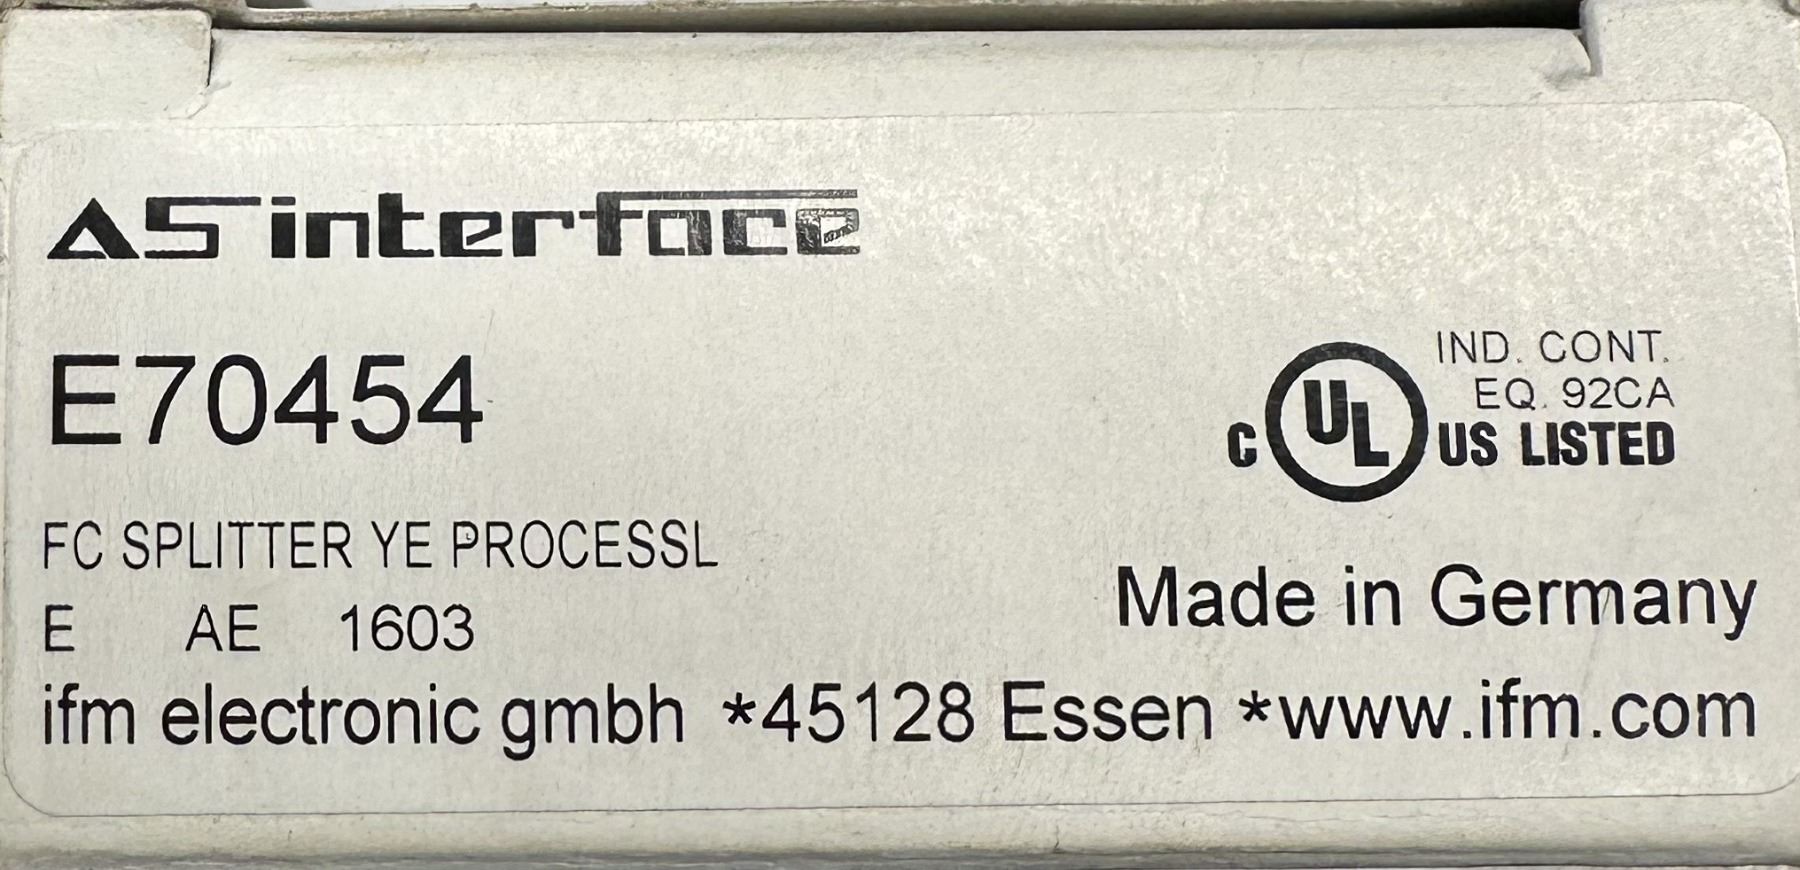 AS interface
E70454
IND. CONT.
EQ. 92CA
C UL US LISTED
FC SPLITTER YE PROCESSL
E AE 1603
Made in Germany
ifm electronic gmbh *45128 Essen *www.ifm.com